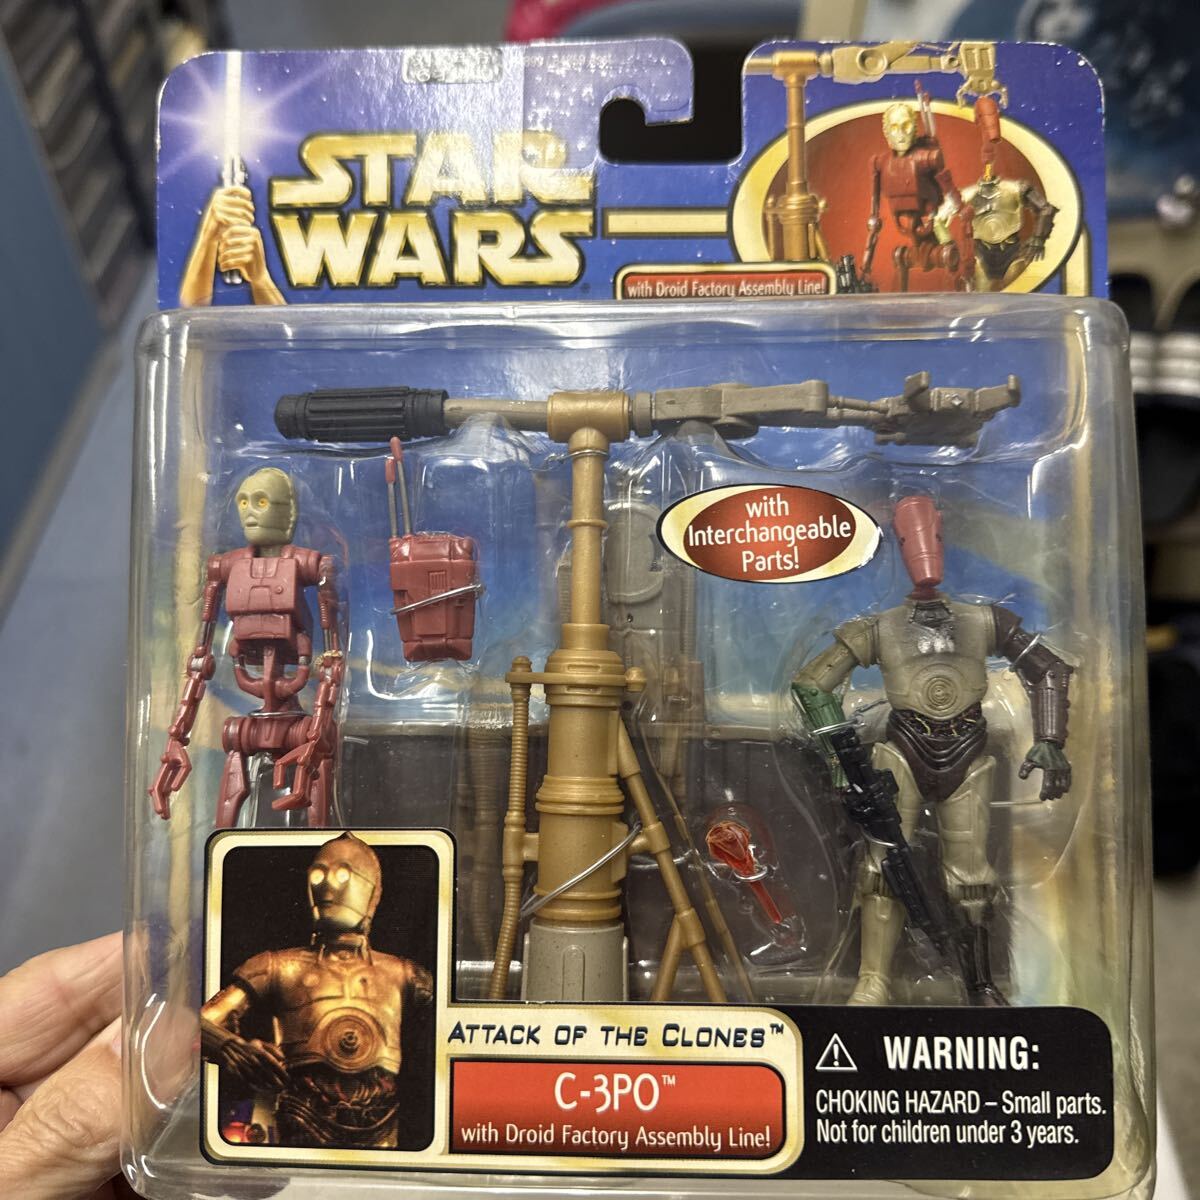 STAR
WARS
with Droid Factory Assembly Line!
with
Interchangeable
Parts!
ATTACK OF THE CLONES™
C-3PO™
with Droid Factory Assembly Line!
WARNING:
CHOKING HAZARD – Small parts.
Not for children under 3 years.